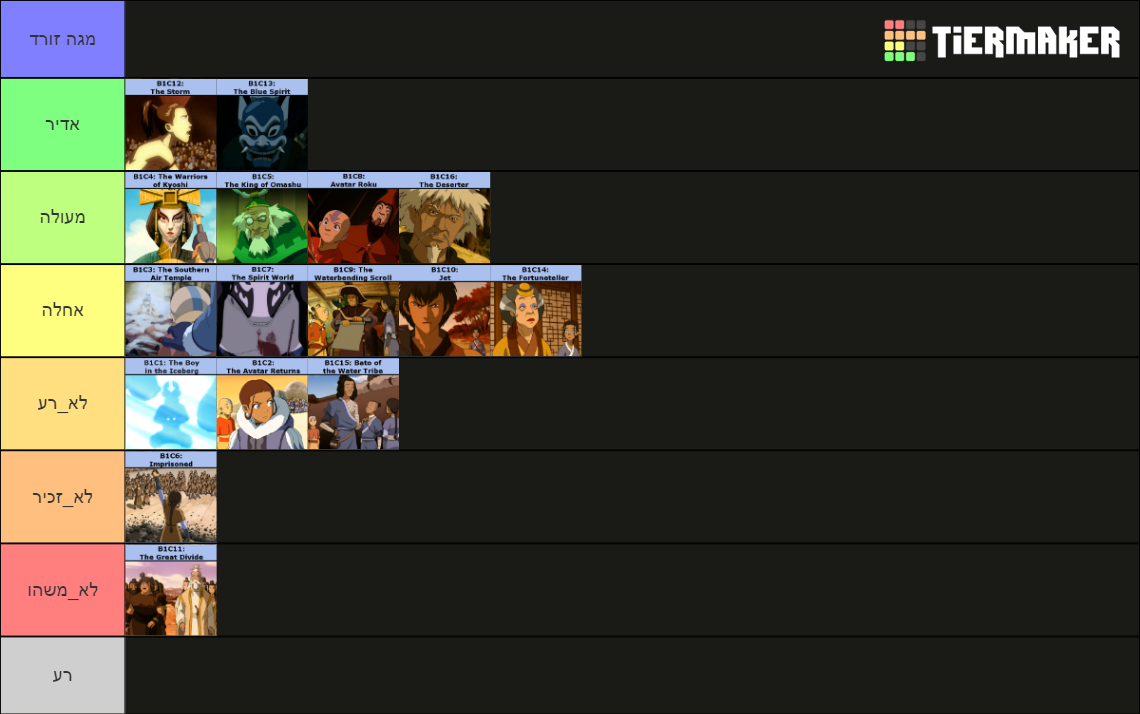 מגה זורד
TiERMAKER
אדיר
B1C12:
The Storm
B1C13:
The Blue Spirit
מעולה
B1C4: The Warriors
of Kyoshi
B1C5:
The King of Omashu
B1C8:
Avatar Roku
B1C16:
The Deserter
אחלה
B1C3: The Southern
Air Temple
B1C7:
The Spirit World
B1C9: The
Waterbending Scroll
B1C10:
Jet
B1C14:
The Fortuneteller
לא_רע
B1C1: The Boy
in the Iceberg
B1C2:
The Avatar Returns
B1C15: Bato of
the Water Tribe
לא_זכיר
B1C6:
Imprisoned
לא_משהו
B1C11:
The Great Divide
רע